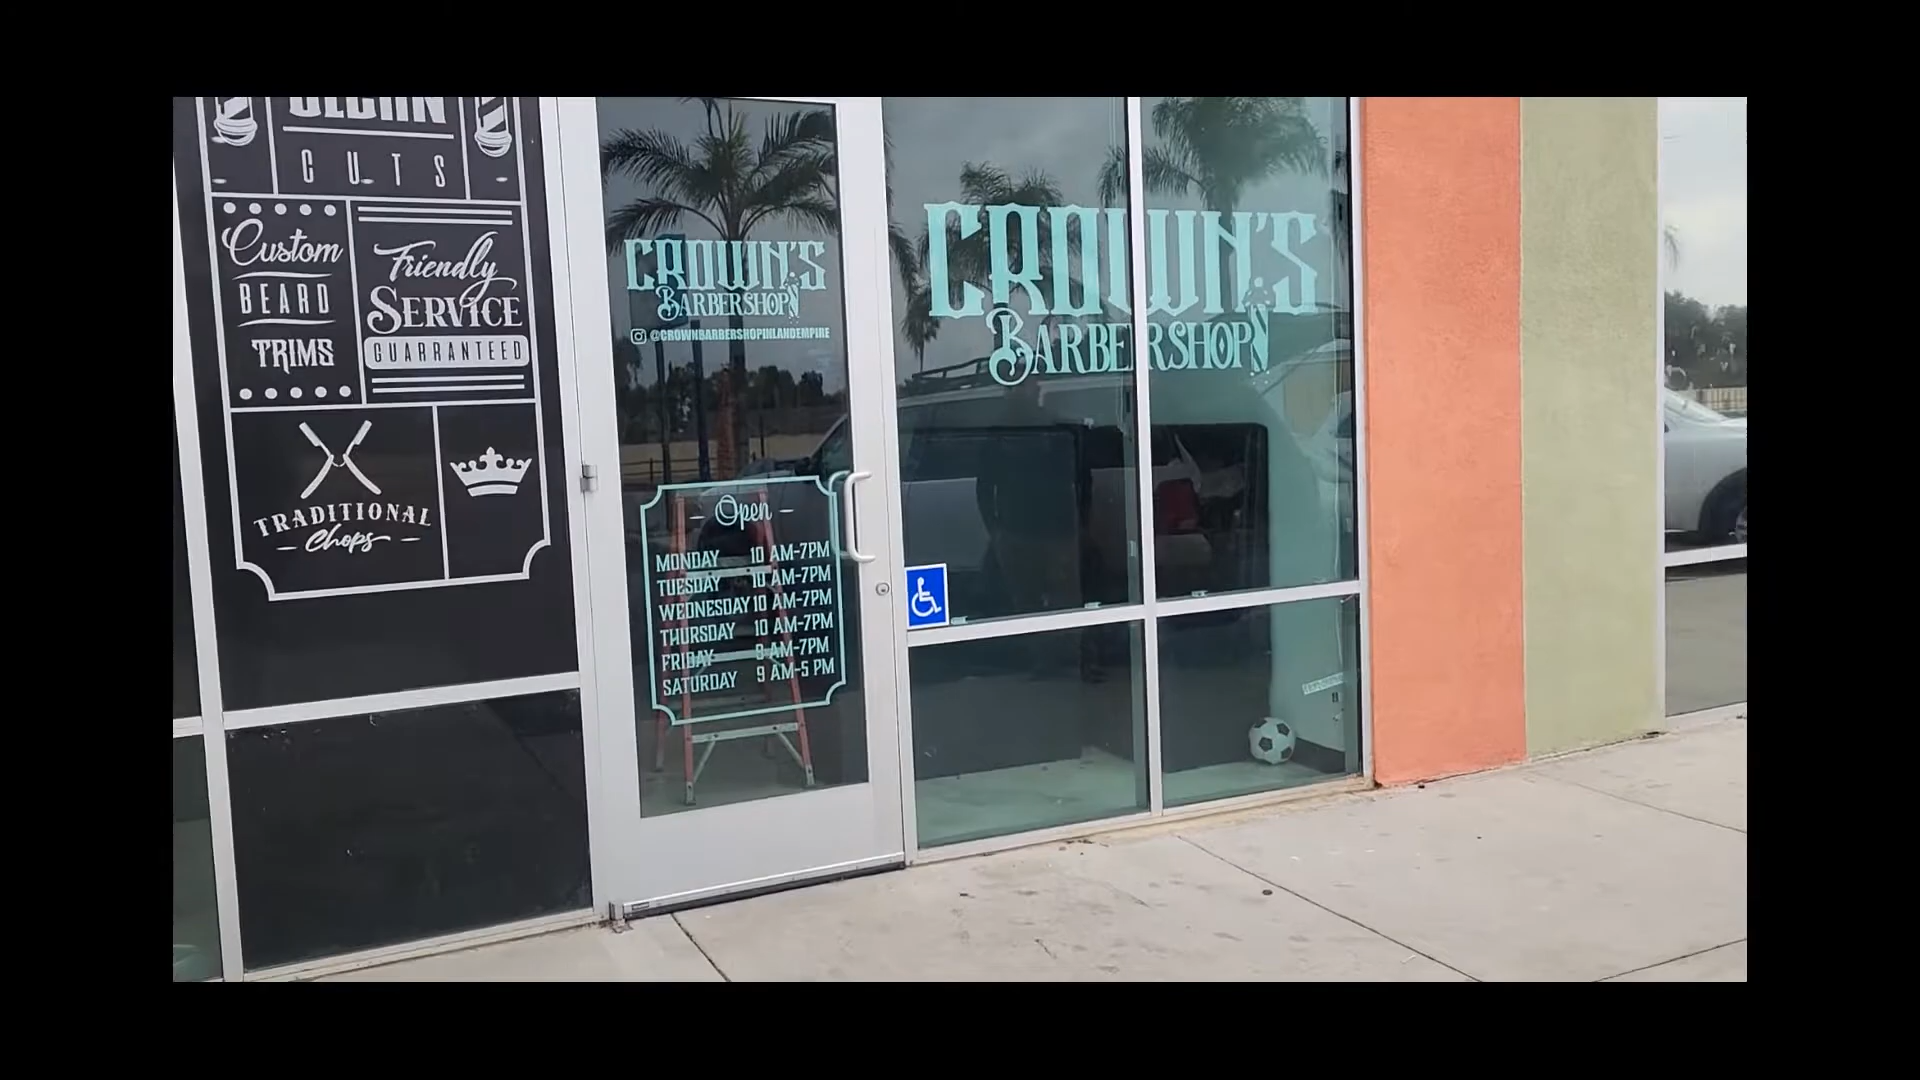 CUTS
Custom
BEARD
TRIMS
Friendly
SERVICE
GUARRANTEED
TRADITIONAL
- Chops -
CROWN'S
BARBERSHOP
@CROWNBARBERSHOPINLANDEMPIRE
- Open -
MONDAY 10 AM-7PM
TUESDAY 10 AM-7PM
WEDNESDAY 10 AM-7PM
THURSDAY 10 AM-7PM
FRIDAY 9 AM-7PM
SATURDAY 9 AM-5 PM
CROWN'S
BARBERSHOP